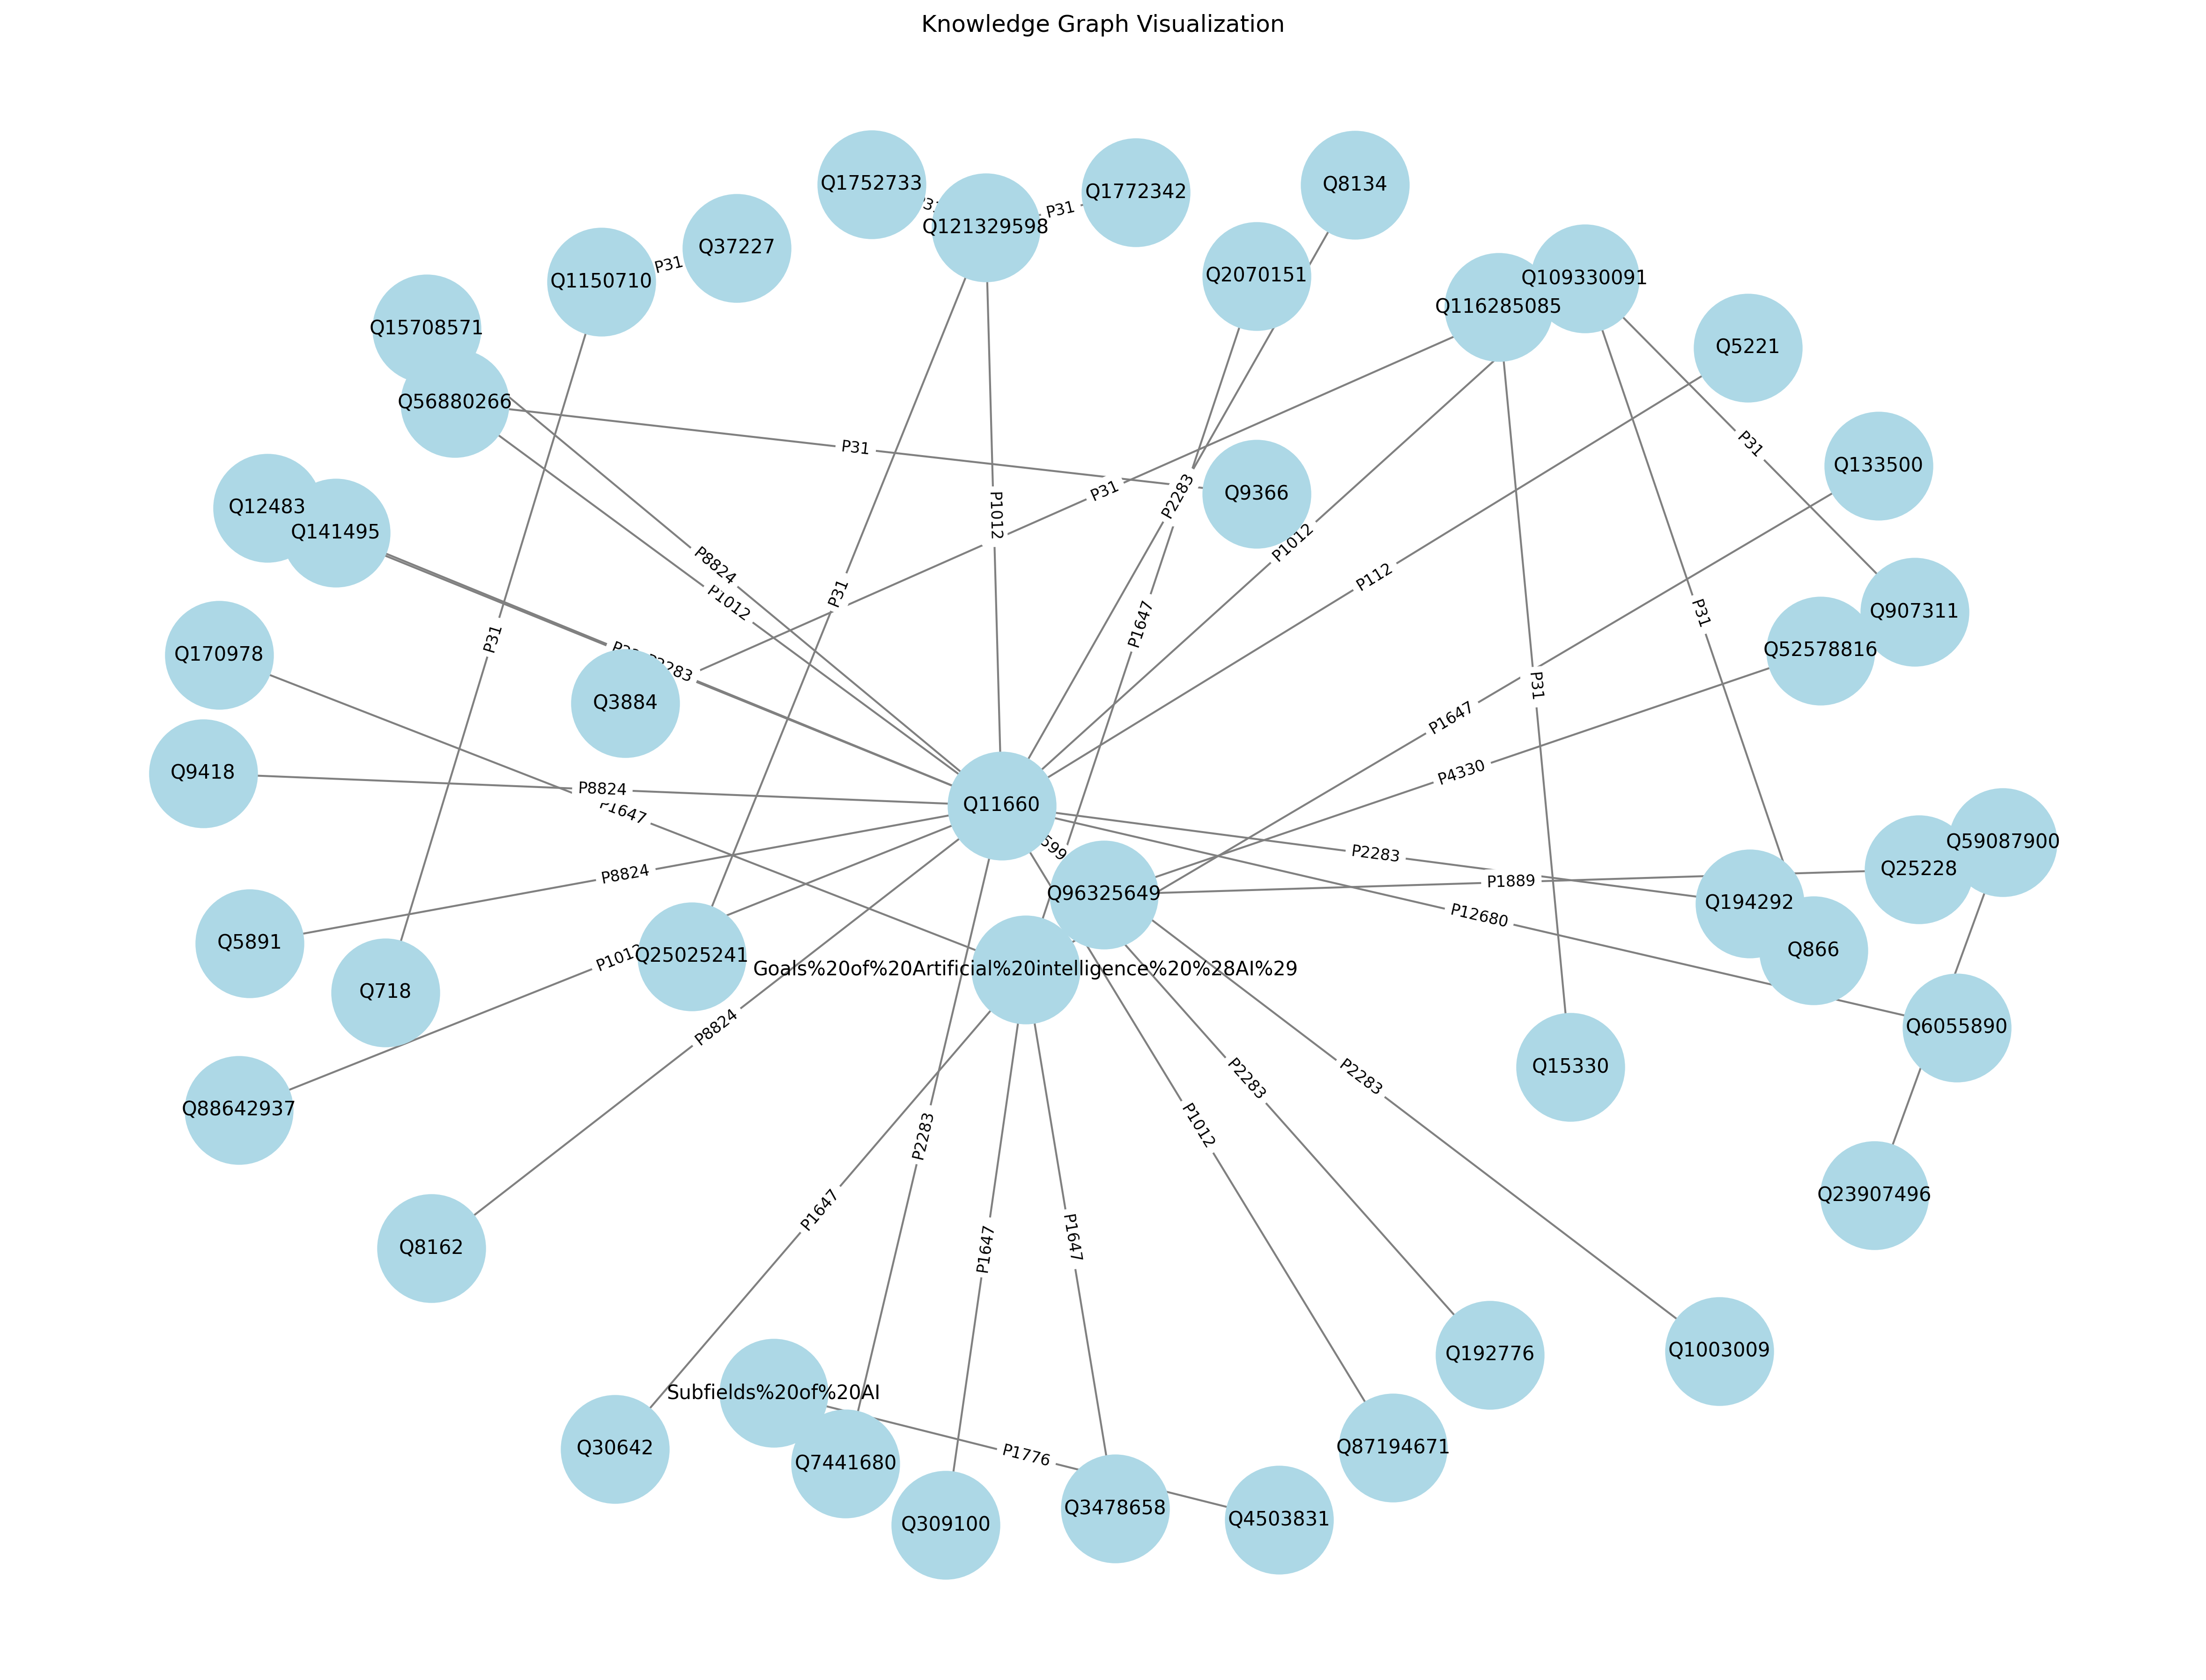 Knowledge Graph Visualization
Q1752733
Q121329598
P31
Q1772342
Q8134
Q37227
P31
Q1150710
Q2070151
Q109330091
Q116285085
Q15708571
Q5221
Q56880266
P31
P31
Q133500
P31
Q9366
P2283
Q12483
Q141495
P1012
P1012
P8824
P112
P31
P1012
P1647
P31
P31
Q907311
Q52578816
Q170978
Q3884
P31
P1647
Q9418
P4330
P8824
Q11660
P1647
Q59087900
P2283
Q25228
P8824
P1889
Q96325649
Q194292
P12680
Q5891
Q866
Q25025241
Goals%20of%20Artificial%20intelligence%20%28AI%29
Q718
Q6055890
P8824
Q15330
P2283
P2283
Q88642937
P1012
P2283
Q23907496
P1647
P1647
P1647
Q8162
Q192776
Q1003009
Subfields%20of%20AI
Q30642
Q87194671
P1776
Q7441680
Q3478658
Q4503831
Q309100